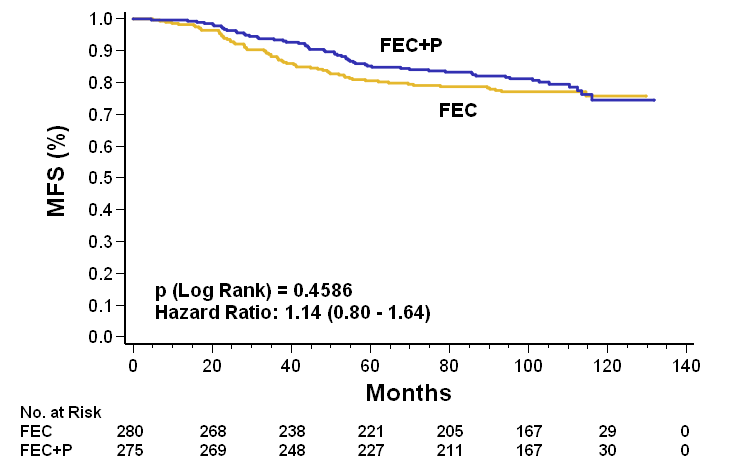 1.0
0.9
0.8
0.7
0.6
0.5
0.4
0.3
0.2
0.1
0.0
MFS (%)
FEC+P
FEC
p (Log Rank) = 0.4586
Hazard Ratio: 1.14 (0.80 - 1.64)
0 20 40 60 80 100 120 140
Months
No. at Risk
FEC 280 268 238 221 205 167 29 0
FEC+P 275 269 248 227 211 167 30 0